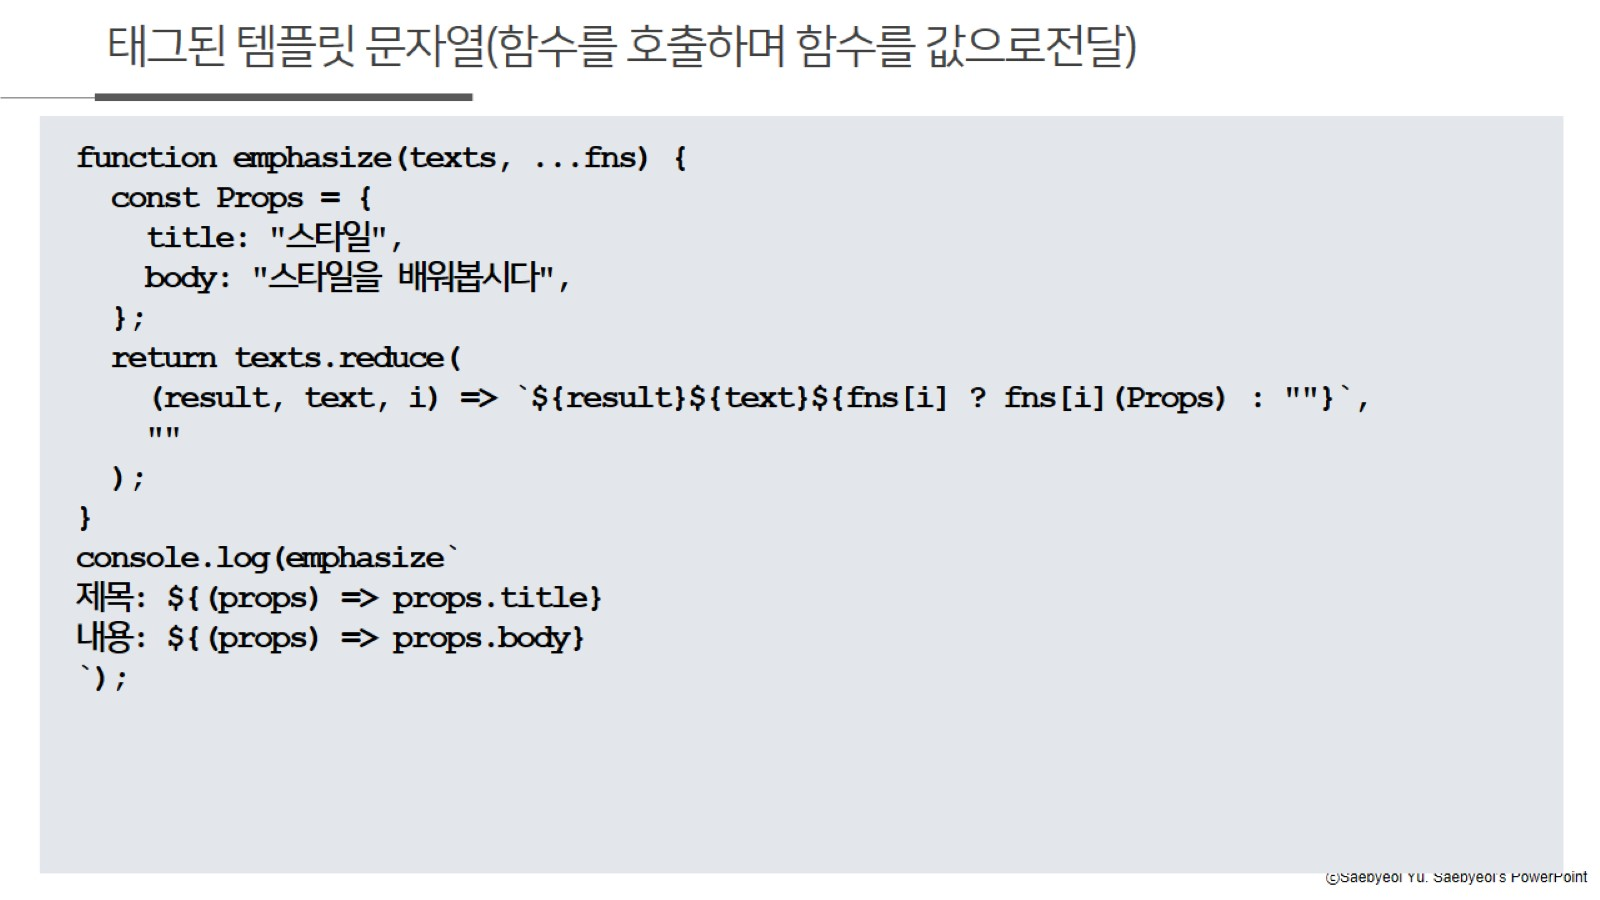 태그된 템플릿 문자열(함수를 호출하며 함수를 값으로전달)
function emphasize(texts, ...fns) {
  const Props = {
    title: "스타일",
    body: "스타일을 배워봅시다",
  };
  return texts.reduce(
    (result, text, i) => `${result}${text}${fns[i] ? fns[i](Props) : ""}`,
    ""
  );
}
console.log(emphasize`
제목: ${(props) => props.title}
내용: ${(props) => props.body}
`);
ⓒSaebyeol Yu. Saebyeol's PowerPoint